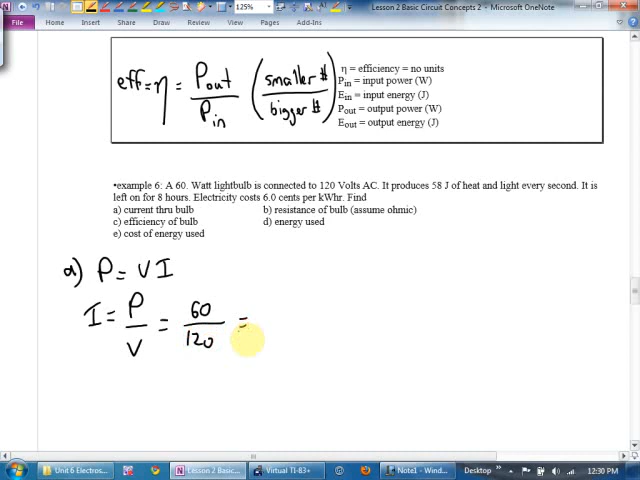 Lesson 2 Basic Circuit Concepts 2 - Microsoft OneNote
125%
File Home Insert Share Draw Review View Add-Ins
eff = η = Pout / Pin (smaller # / bigger #)
η = efficiency = no units
Pin = input power (W)
Ein = input energy (J)
Pout = output power (W)
Eout = output energy (J)
•example 6: A 60. Watt lightbulb is connected to 120 Volts AC. It produces 58 J of heat and light every second. It is
left on for 8 hours. Electricity costs 6.0 cents per kWhr. Find
a) current thru bulb b) resistance of bulb (assume ohmic)
c) efficiency of bulb d) energy used
e) cost of energy used
a) P = VI
I = P / V = 60 / 120 =
Unit 6 Electros... Lesson 2 Basic... Virtual TI-83+ Note1 - Wind... Desktop » 12:30 PM